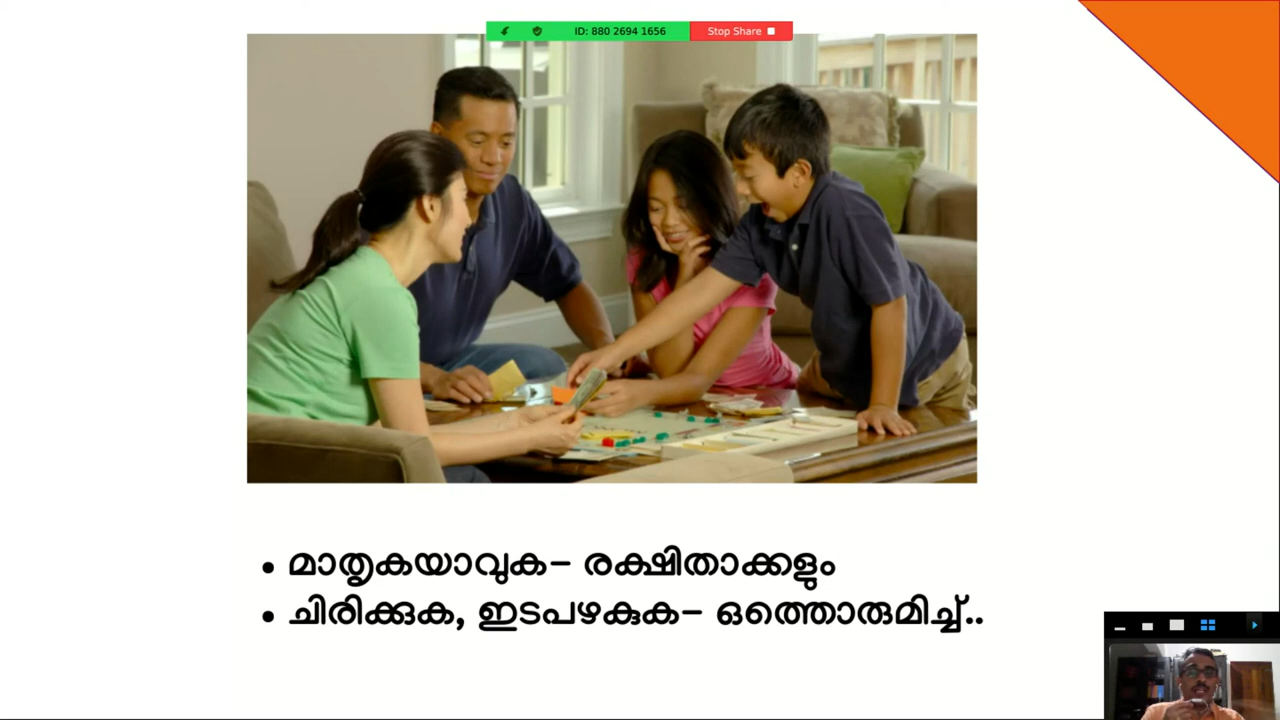 ID: 880 2694 1656 Stop Share
• മാതൃകയാവുക- രക്ഷിതാക്കളും
• ചിരിക്കുക, ഇടപഴകുക- ഒത്തൊരുമിച്ച്..